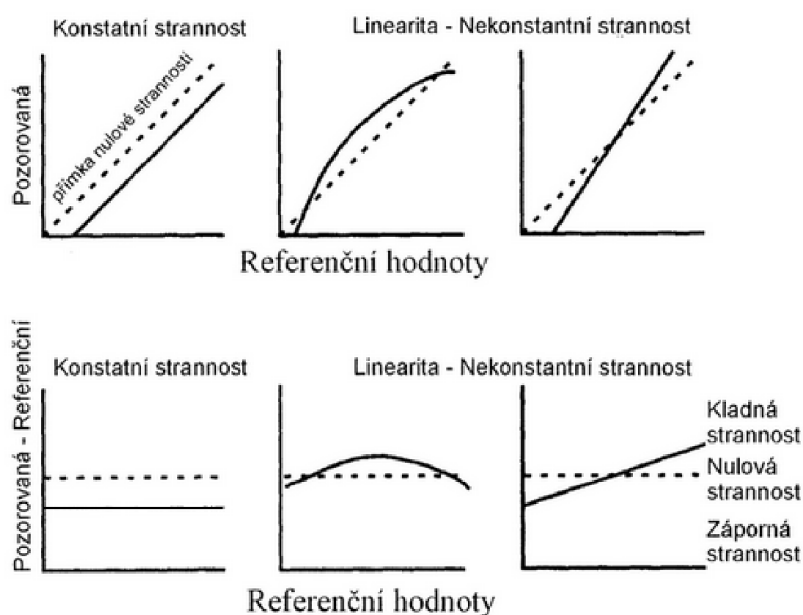 Konstatní strannost
Linearita - Nekonstantní strannost
Pozorovaná
přímka nulové strannosti
Referenční hodnoty
Pozorovaná - Referenční
Konstatní strannost
Linearita - Nekonstantní strannost
Kladná
strannost
Nulová
strannost
Záporná
strannost
Referenční hodnoty